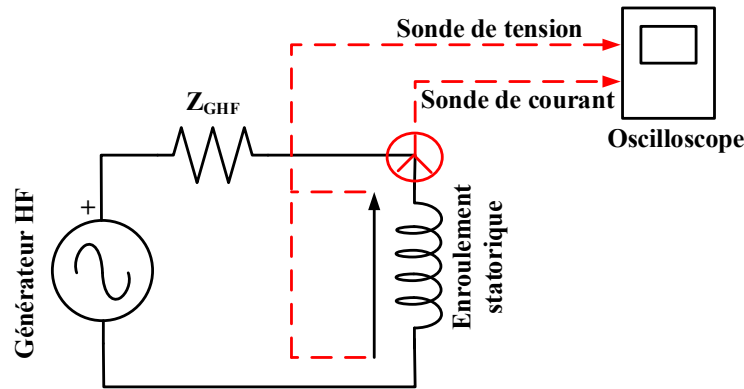 Sonde de tension
Z_GHF
Sonde de courant
Oscilloscope
+
Générateur HF
Enroulement
statorique